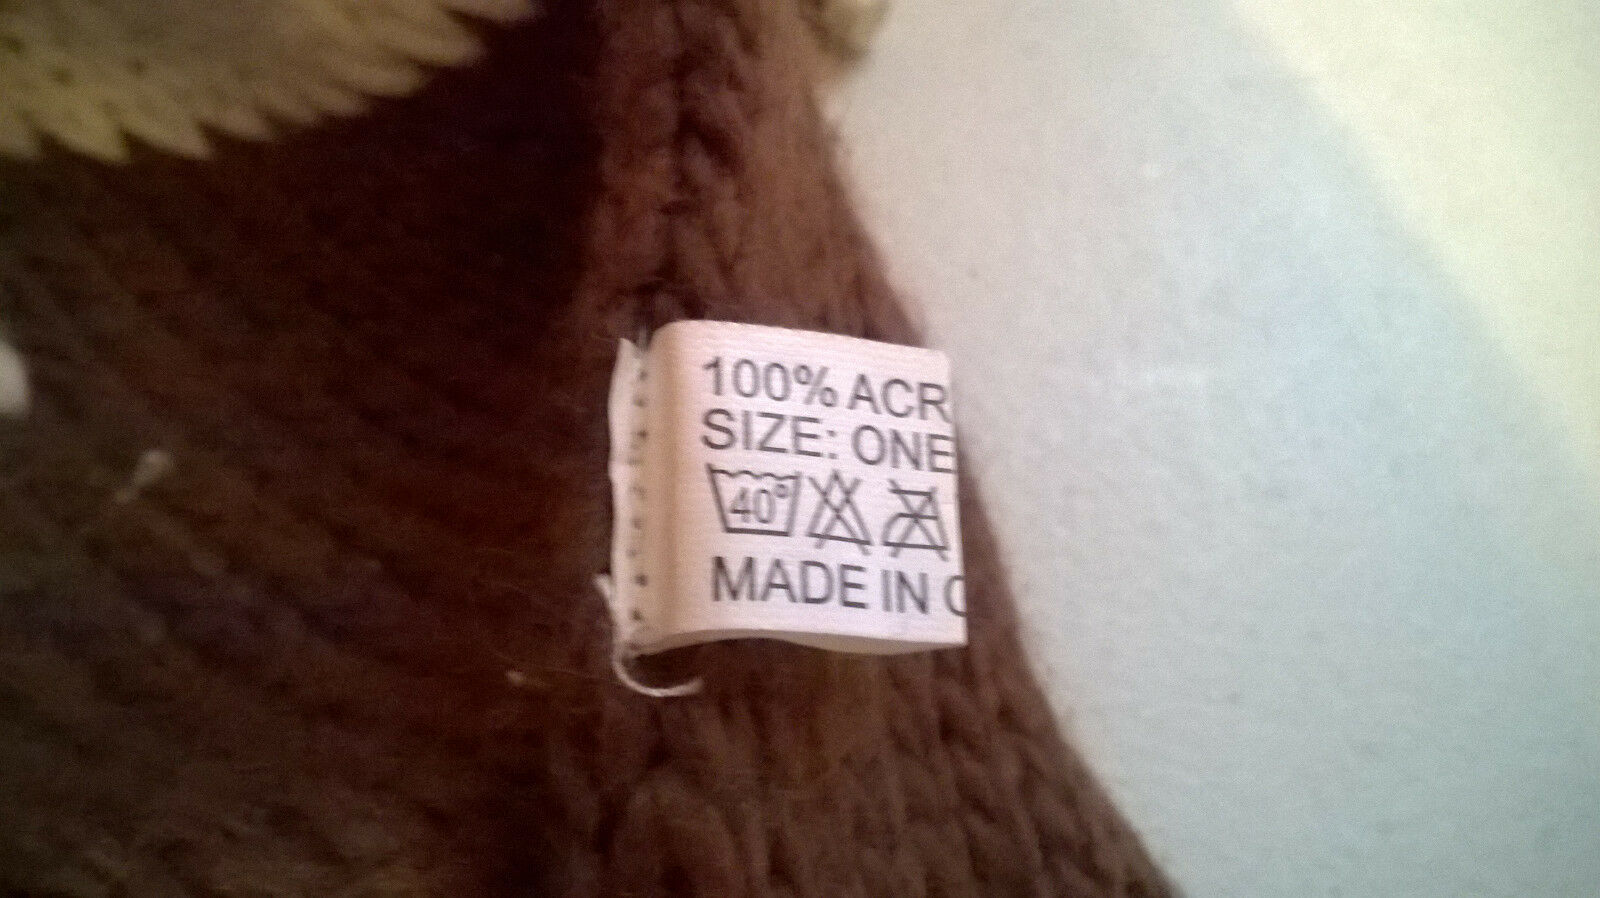 100% ACR
SIZE: ONE
40°
MADE IN C